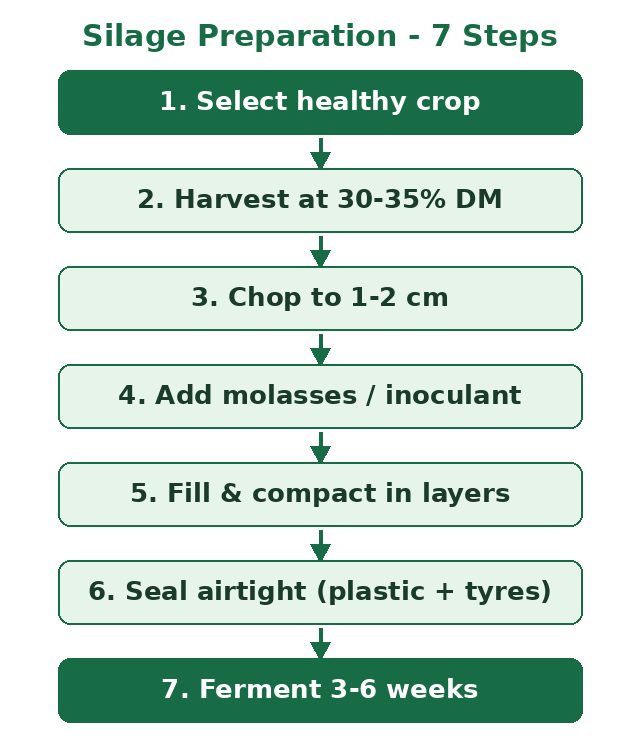 Silage Preparation - 7 Steps
1. Select healthy crop
2. Harvest at 30-35% DM
3. Chop to 1-2 cm
4. Add molasses / inoculant
5. Fill & compact in layers
6. Seal airtight (plastic + tyres)
7. Ferment 3-6 weeks